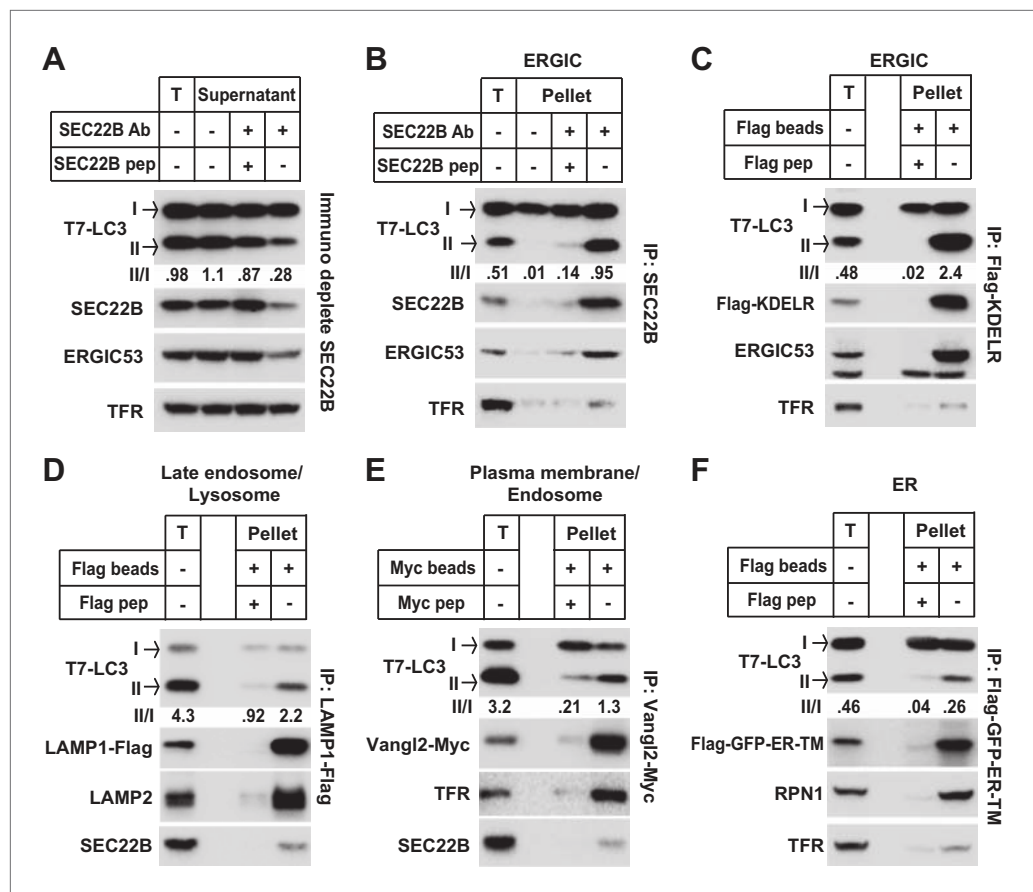 A
T Supernatant
SEC22B Ab - - + +
SEC22B pep - - + -
I
T7-LC3
II
II/I .98 1.1 .87 .28
SEC22B
ERGIC53
TFR
Immuno deplete SEC22B
B
ERGIC
T Pellet
SEC22B Ab - - + +
SEC22B pep - - + -
I
T7-LC3
II
II/I .51 .01 .14 .95
SEC22B
ERGIC53
TFR
IP: SEC22B
C
ERGIC
T Pellet
Flag beads - + +
Flag pep - + -
I
T7-LC3
II
II/I .48 .02 2.4
Flag-KDELR
ERGIC53
TFR
IP: Flag-KDELR
D
Late endosome/
Lysosome
T Pellet
Flag beads - + +
Flag pep - + -
I
T7-LC3
II
II/I 4.3 .92 2.2
LAMP1-Flag
LAMP2
SEC22B
IP: LAMP1-Flag
E
Plasma membrane/
Endosome
T Pellet
Myc beads - + +
Myc pep - + -
I
T7-LC3
II
II/I 3.2 .21 1.3
Vangl2-Myc
TFR
SEC22B
IP: Vangl2-Myc
F
ER
T Pellet
Flag beads - + +
Flag pep - + -
I
T7-LC3
II
II/I .46 .04 .26
Flag-GFP-ER-TM
RPN1
TFR
IP: Flag-GFP-ER-TM